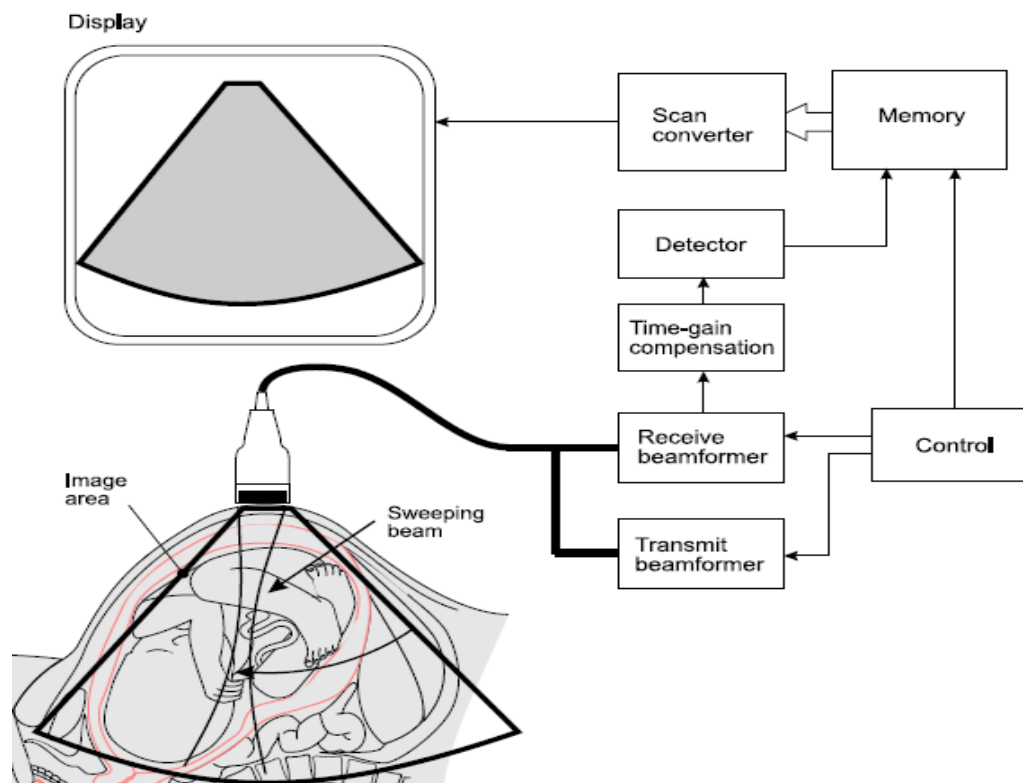 Display
Scan
converter
Memory
Detector
Time-gain
compensation
Receive
beamformer
Control
Image
area
Sweeping
beam
Transmit
beamformer